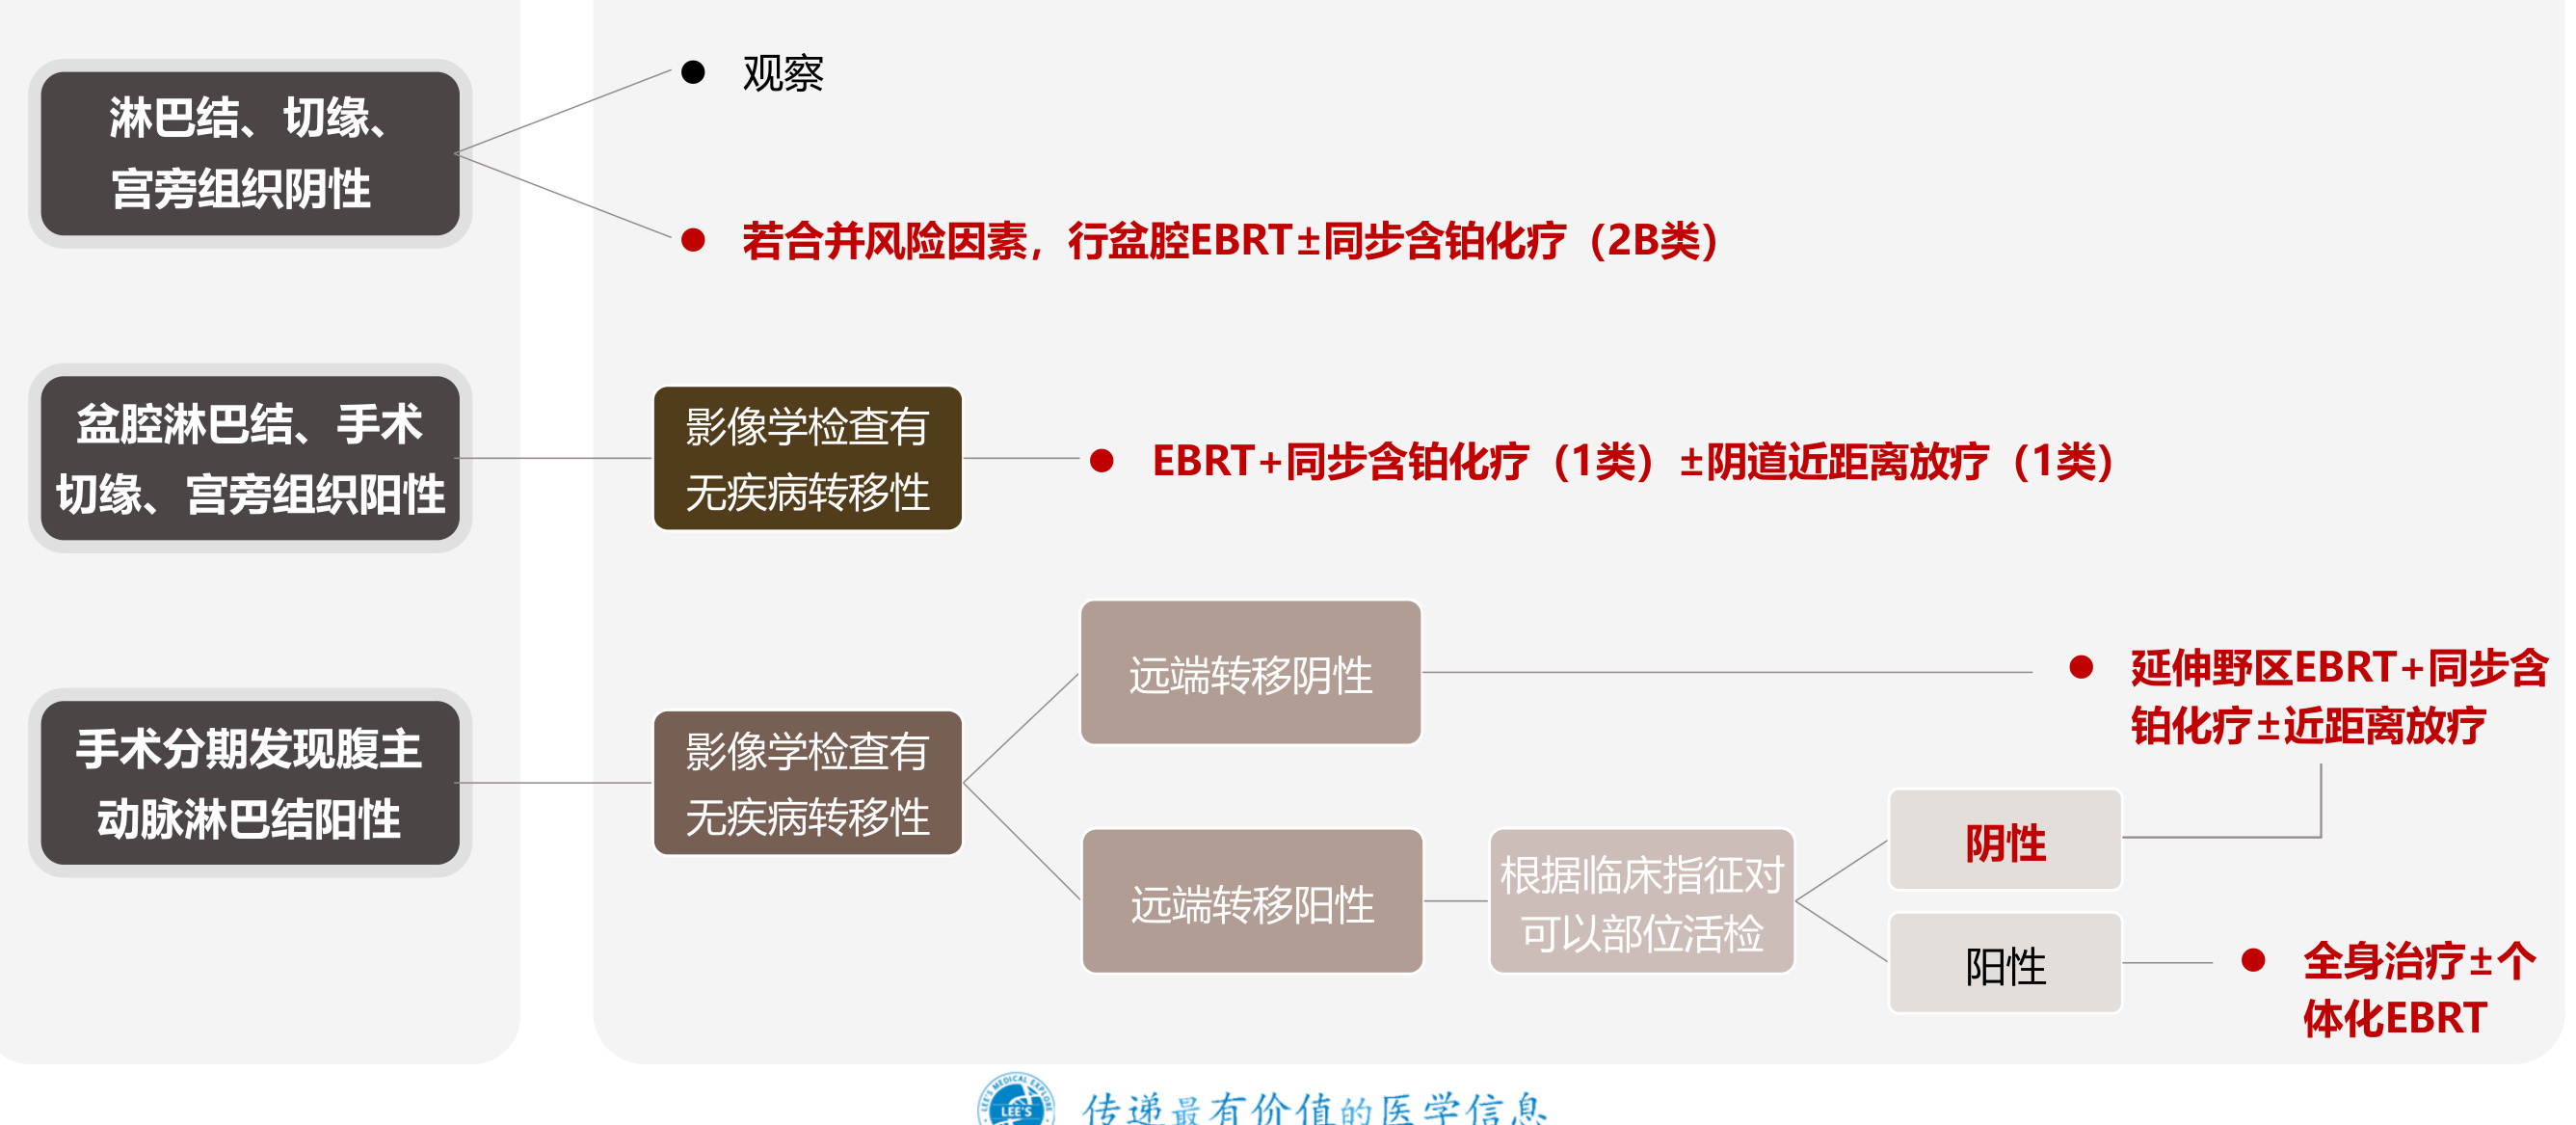 淋巴结、切缘、
宫旁组织阴性
观察
若合并风险因素，行盆腔EBRT±同步含铂化疗（2B类）
盆腔淋巴结、手术
切缘、宫旁组织阳性
影像学检查有
无疾病转移性
EBRT+同步含铂化疗（1类）±阴道近距离放疗（1类）
手术分期发现腹主
动脉淋巴结阳性
影像学检查有
无疾病转移性
远端转移阴性
延伸野区EBRT+同步含
铂化疗±近距离放疗
远端转移阳性
根据临床指征对
可以部位活检
阴性
阳性
全身治疗±个
体化EBRT
LEE'S MEDICAL EXPLORE
LEE'S
传递最有价值的医学信息